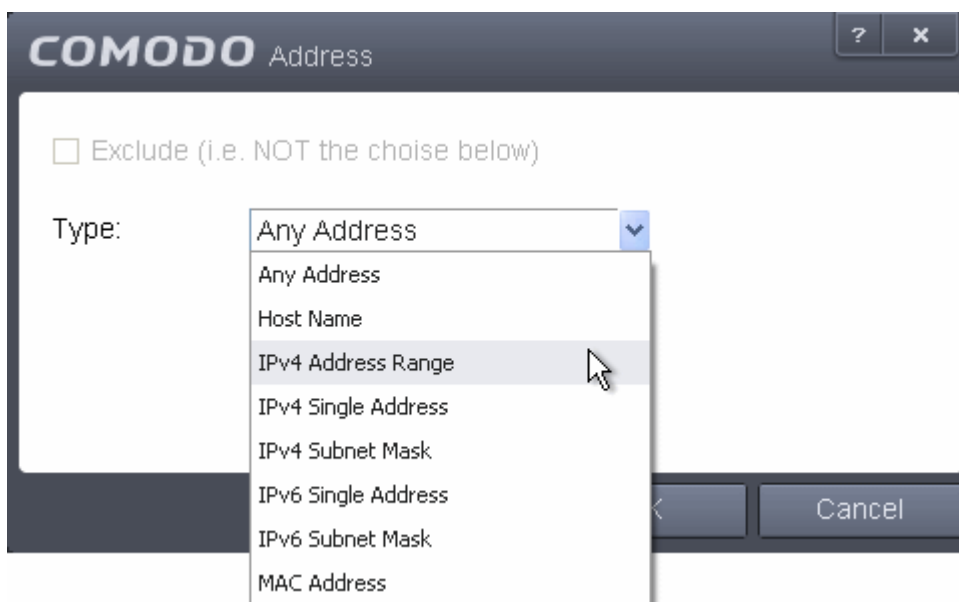 COMODO Address ? x
Exclude (i.e. NOT the choise below)
Type: Any Address
Any Address
Host Name
IPv4 Address Range
IPv4 Single Address
IPv4 Subnet Mask
IPv6 Single Address
IPv6 Subnet Mask
Cancel
MAC Address